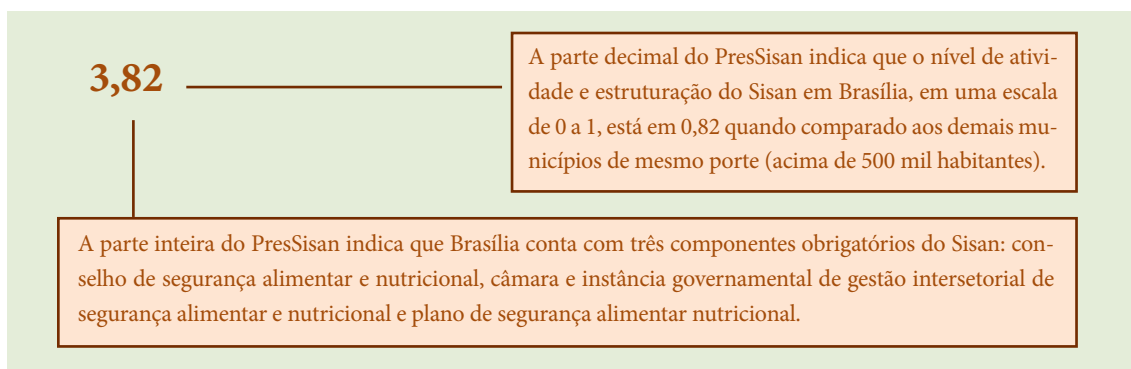 3,82
A parte decimal do PresSisan indica que o nível de ativi-
dade e estruturação do Sisan em Brasília, em uma escala
de 0 a 1, está em 0,82 quando comparado aos demais mu-
nicípios de mesmo porte (acima de 500 mil habitantes).
A parte inteira do PresSisan indica que Brasília conta com três componentes obrigatórios do Sisan: con-
selho de segurança alimentar e nutricional, câmara e instância governamental de gestão intersetorial de
segurança alimentar e nutricional e plano de segurança alimentar nutricional.